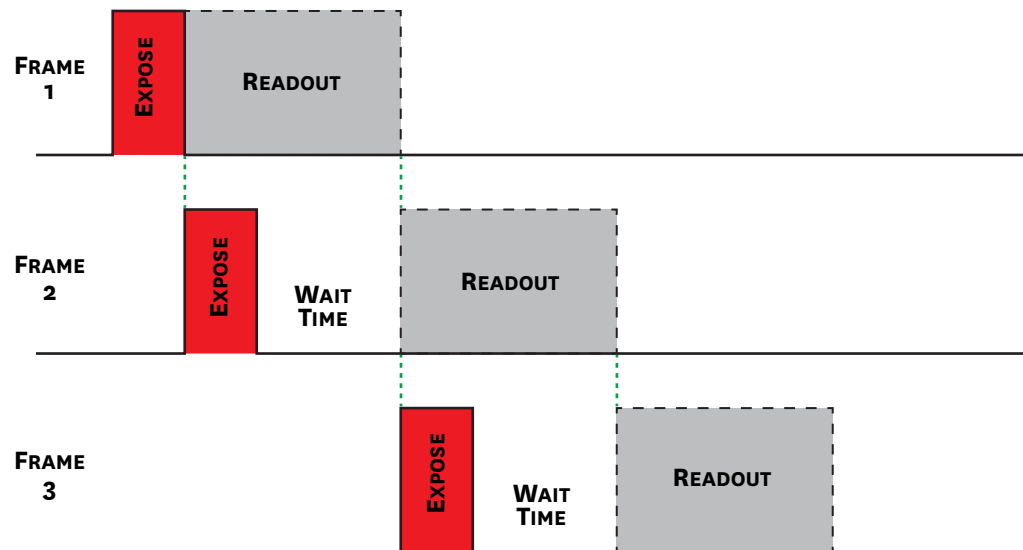 FRAME
1
EXPOSE
READOUT
FRAME
2
EXPOSE
WAIT
TIME
READOUT
FRAME
3
EXPOSE
WAIT
TIME
READOUT